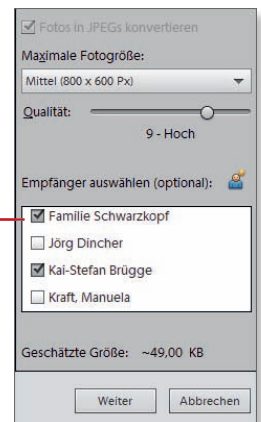 Fotos in JPEGs konvertieren
Maximale Fotogröße:
Mittel (800 x 600 Px)
Qualität:
9 - Hoch
Empfänger auswählen (optional):
Familie Schwarzkopf
Jörg Dincher
Kai-Stefan Brügge
Kraft, Manuela
Geschätzte Größe: ~49,00 KB
Weiter Abbrechen